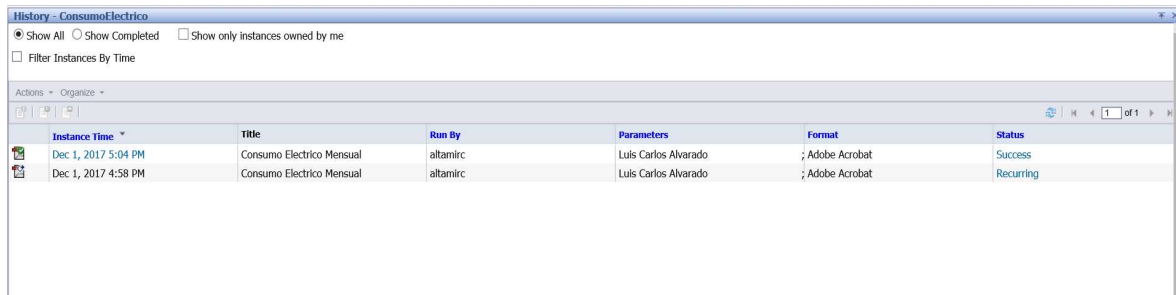 History - ConsumoElectrico
Show All Show Completed Show only instances owned by me
Filter Instances By Time
Actions Organize
1 of 1
Instance Time Title Run By Parameters Format Status
Dec 1, 2017 5:04 PM Consumo Electrico Mensual altamirc Luis Carlos Alvarado ; Adobe Acrobat Success
Dec 1, 2017 4:58 PM Consumo Electrico Mensual altamirc Luis Carlos Alvarado ; Adobe Acrobat Recurring